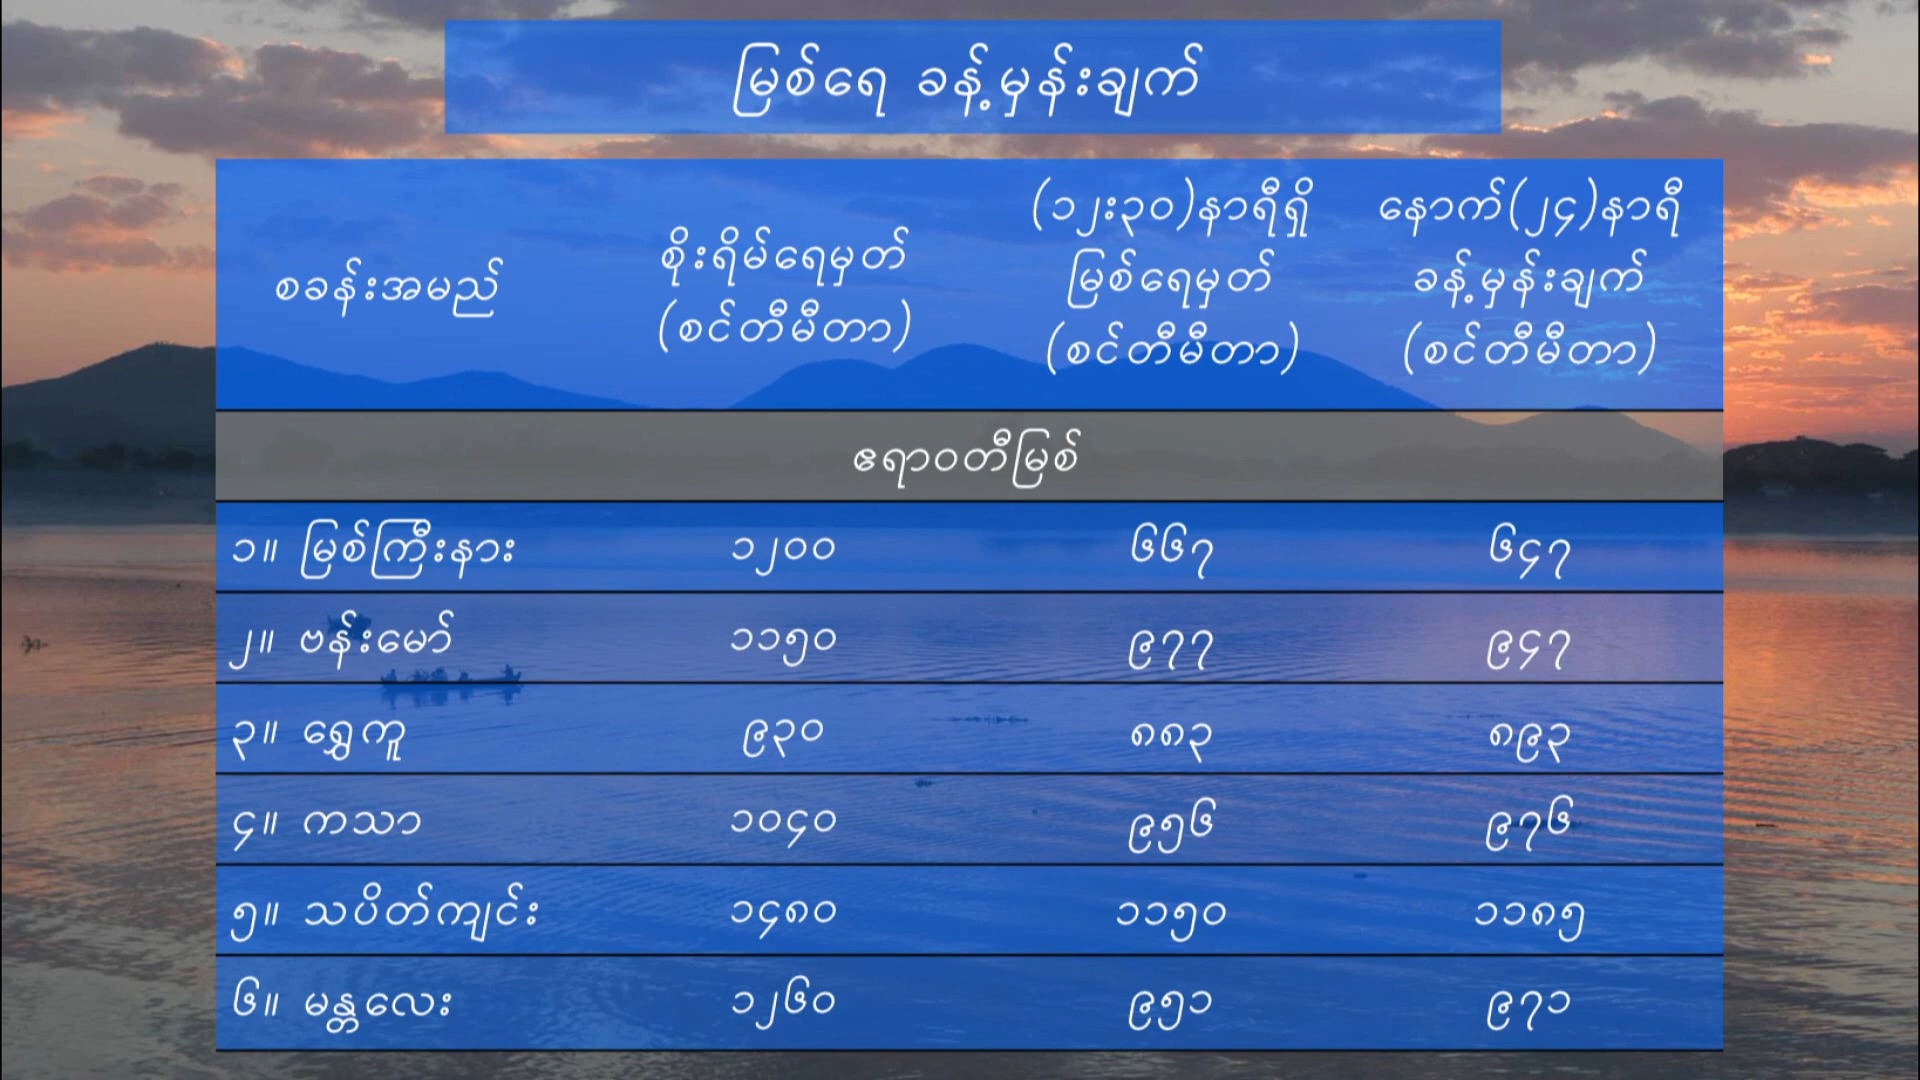 မြစ်ရေ ခန့်မှန်းချက်
စခန်းအမည်
စိုးရိမ်ရေမှတ်
(စင်တီမီတာ)
(၁၂း၃၀)နာရီရှိ
မြစ်ရေမှတ်
(စင်တီမီတာ)
နောက်(၂၄)နာရီ
ခန့်မှန်းချက်
(စင်တီမီတာ)
ဧရာဝတီမြစ်
၁။ မြစ်ကြီးနား ၁၂၀၀ ၆၆၇ ၆၄၇
၂။ ဗန်းမော် ၁၁၅၀ ၉၇၇ ၉၄၇
၃။ ရွှေကူ ၉၃၀ ၈၈၃ ၈၉၃
၄။ ကသာ ၁၀၄၀ ၉၅၆ ၉၇၆
၅။ သပိတ်ကျင်း ၁၄၈၀ ၁၁၅၀ ၁၁၈၅
၆။ မန္တလေး ၁၂၆၀ ၉၅၁ ၉၇၁